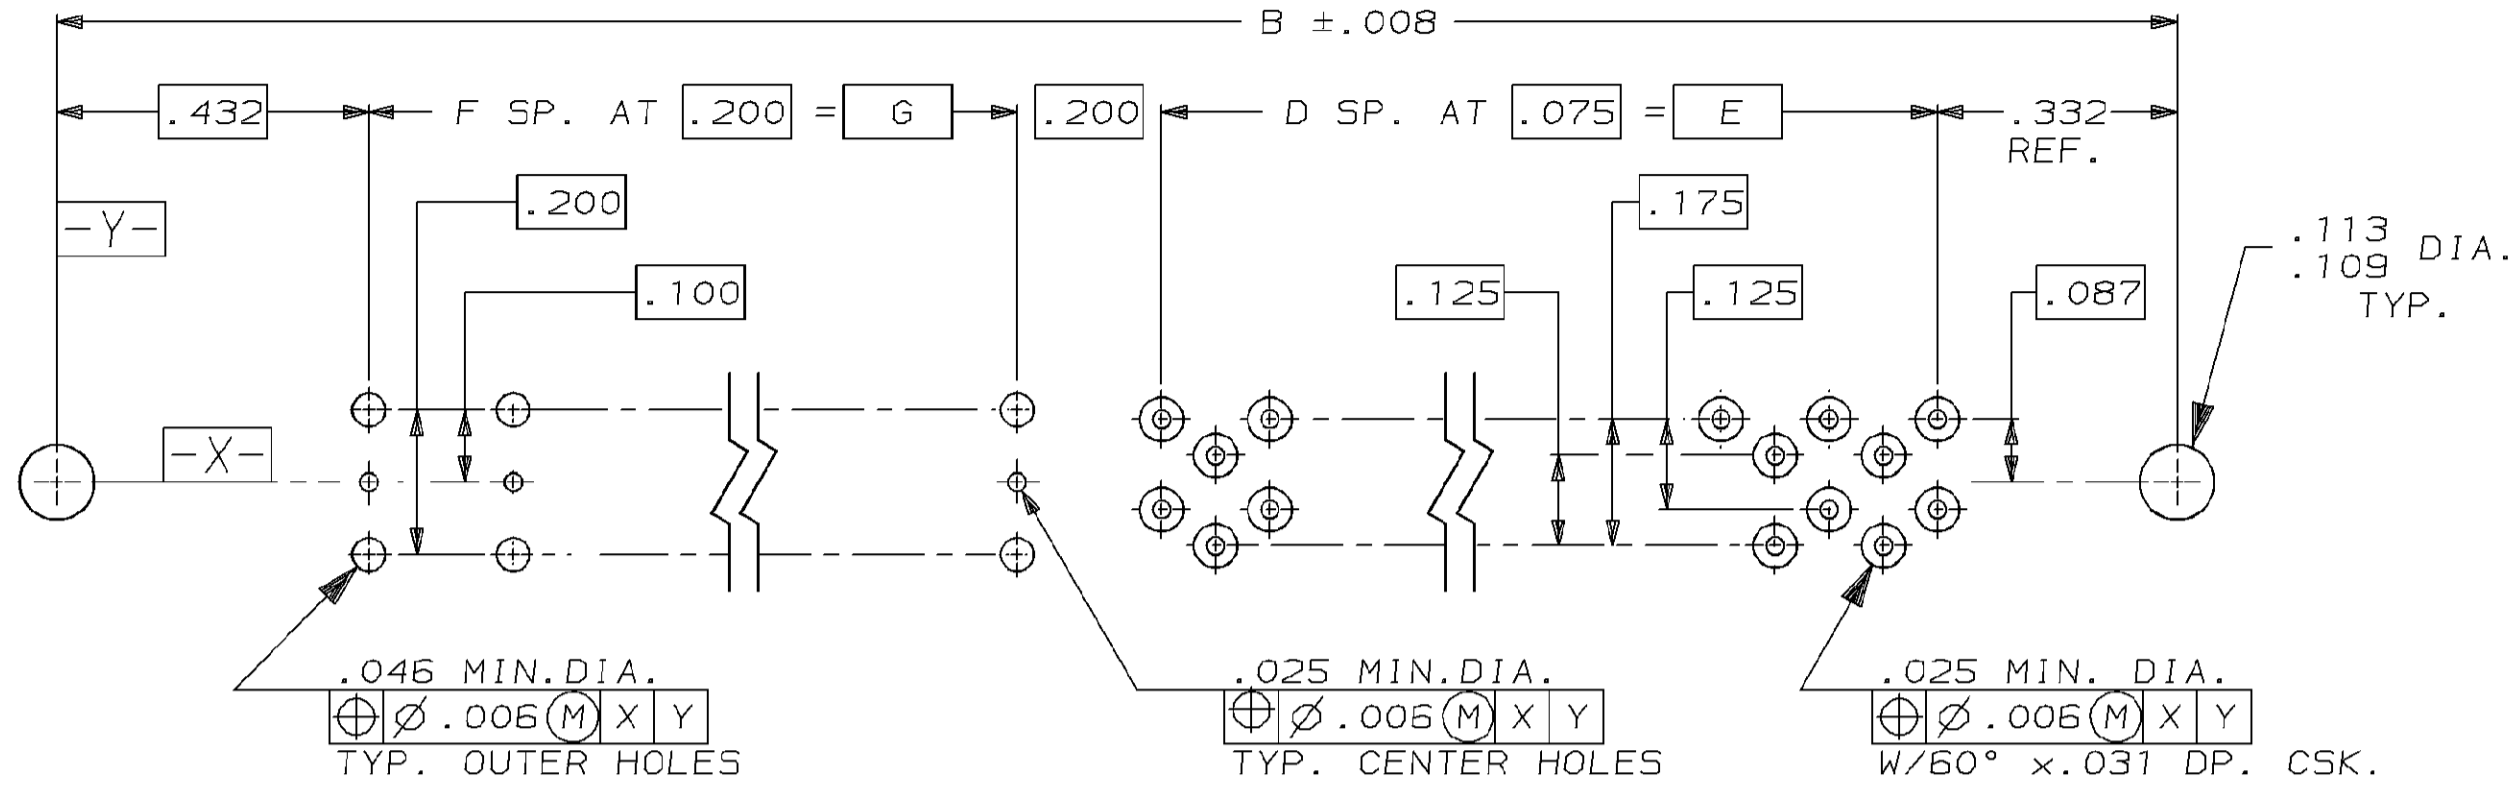 B ±.008
.432 F SP. AT .200 = G .200 D SP. AT .075 = E .332
REF.
.200 .175
-Y-
.113
.109 DIA.
TYP.
.100 .125 .125 .087
-X-
.046 MIN.DIA.
⌖ ⌀.006 Ⓜ X Y
TYP. OUTER HOLES
.025 MIN.DIA.
⌖ ⌀.006 Ⓜ X Y
TYP. CENTER HOLES
.025 MIN. DIA.
⌖ ⌀.006 Ⓜ X Y
W/60° x.031 DP. CSK.